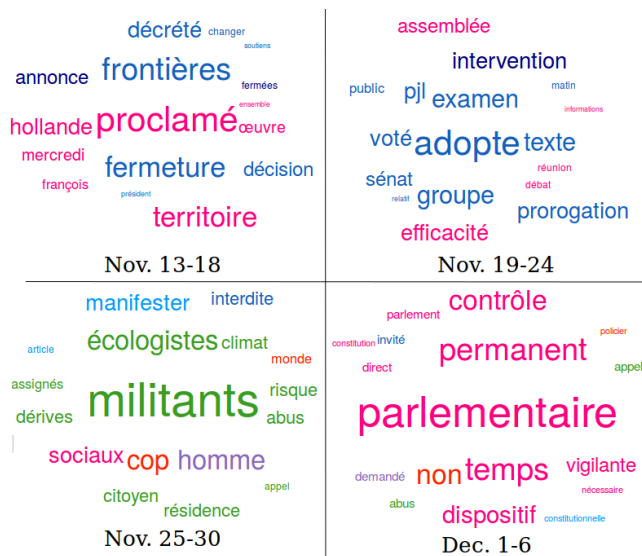 décrété changer
soutiens
annonce frontières
fermées
ensemble
hollande proclamé œuvre
mercredi
fermeture décision
françois
président
territoire
Nov. 13-18
assemblée
intervention
public pjl examen matin
informations
voté adopte texte
réunion
sénat débat
relatif groupe
prorogation
efficacité
Nov. 19-24
manifester interdite
écologistes climat
article
monde
assignés militants risque
dérives abus
sociaux cop homme
appel
citoyen
résidence
Nov. 25-30
contrôle
parlement
policier
constitution invité permanent
direct appel
parlementaire
demandé non temps vigilante
nécessaire
abus
dispositif constitutionnelle
Dec. 1-6